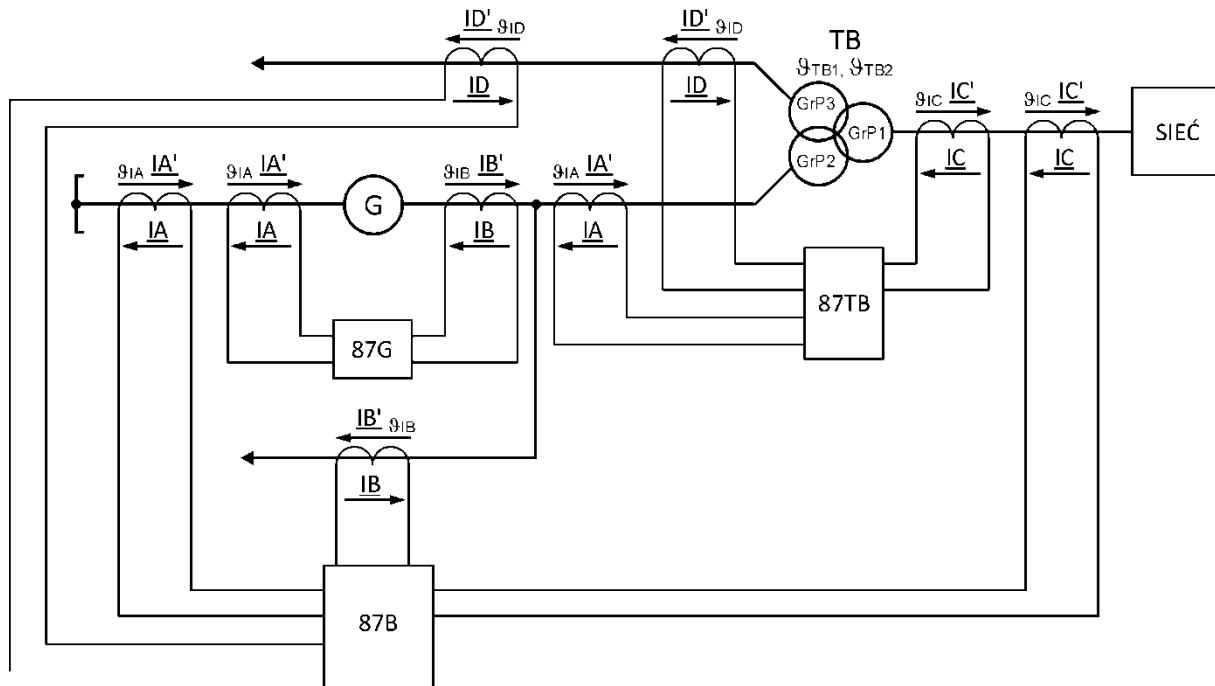 ID' ϑID ID' ϑID TB
ϑTB1, ϑTB2
ID ID
GrP3 GrP1 GrP2
ϑIC IC' ϑIC IC'
SIEĆ
IC IC
ϑIA IA' ϑIA IA' ϑIB IB' ϑIA IA'
G
IA IA IB IA
87TB
87G
IB' ϑIB
IB
87B